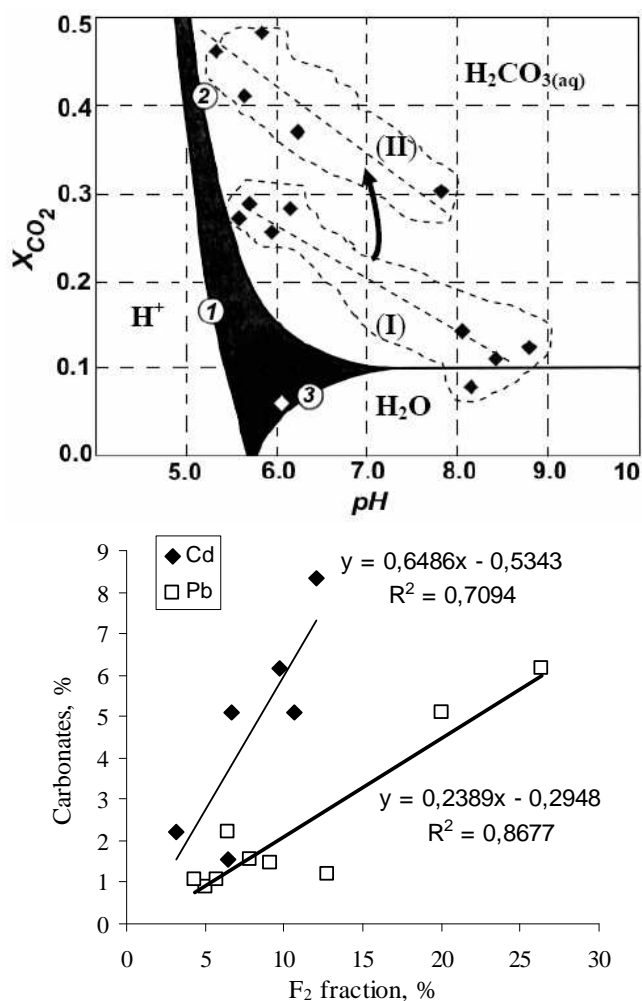 0.5
0.4
0.3
0.2
0.1
0.0
X_CO2
H2CO3(aq)
(II)
(I)
2
1
3
H+
H2O
5.0 6.0 7.0 8.0 9.0 10
pH
9
8
7
6
5
4
3
2
1
0
Carbonates, %
Cd
Pb
y = 0,6486x - 0,5343
R² = 0,7094
y = 0,2389x - 0,2948
R² = 0,8677
0 5 10 15 20 25 30
F2 fraction, %